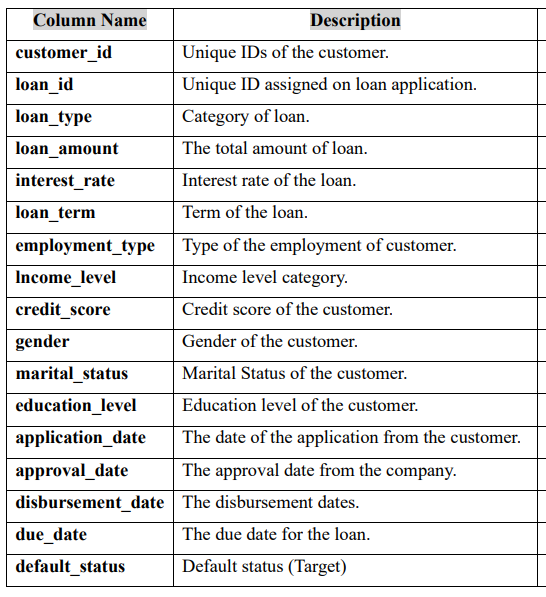 Column Name Description
customer_id Unique IDs of the customer.
loan_id Unique ID assigned on loan application.
loan_type Category of loan.
loan_amount The total amount of loan.
interest_rate Interest rate of the loan.
loan_term Term of the loan.
employment_type Type of the employment of customer.
Income_level Income level category.
credit_score Credit score of the customer.
gender Gender of the customer.
marital_status Marital Status of the customer.
education_level Education level of the customer.
application_date The date of the application from the customer.
approval_date The approval date from the company.
disbursement_date The disbursement dates.
due_date The due date for the loan.
default_status Default status (Target)